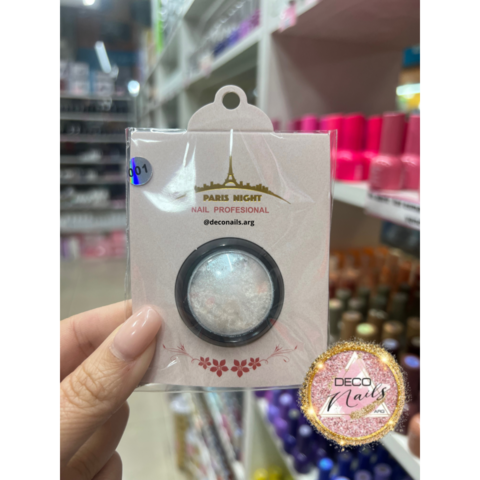 001
PARIS NIGHT
NAIL PROFESIONAL
@deconails.arg
DECO
Nails